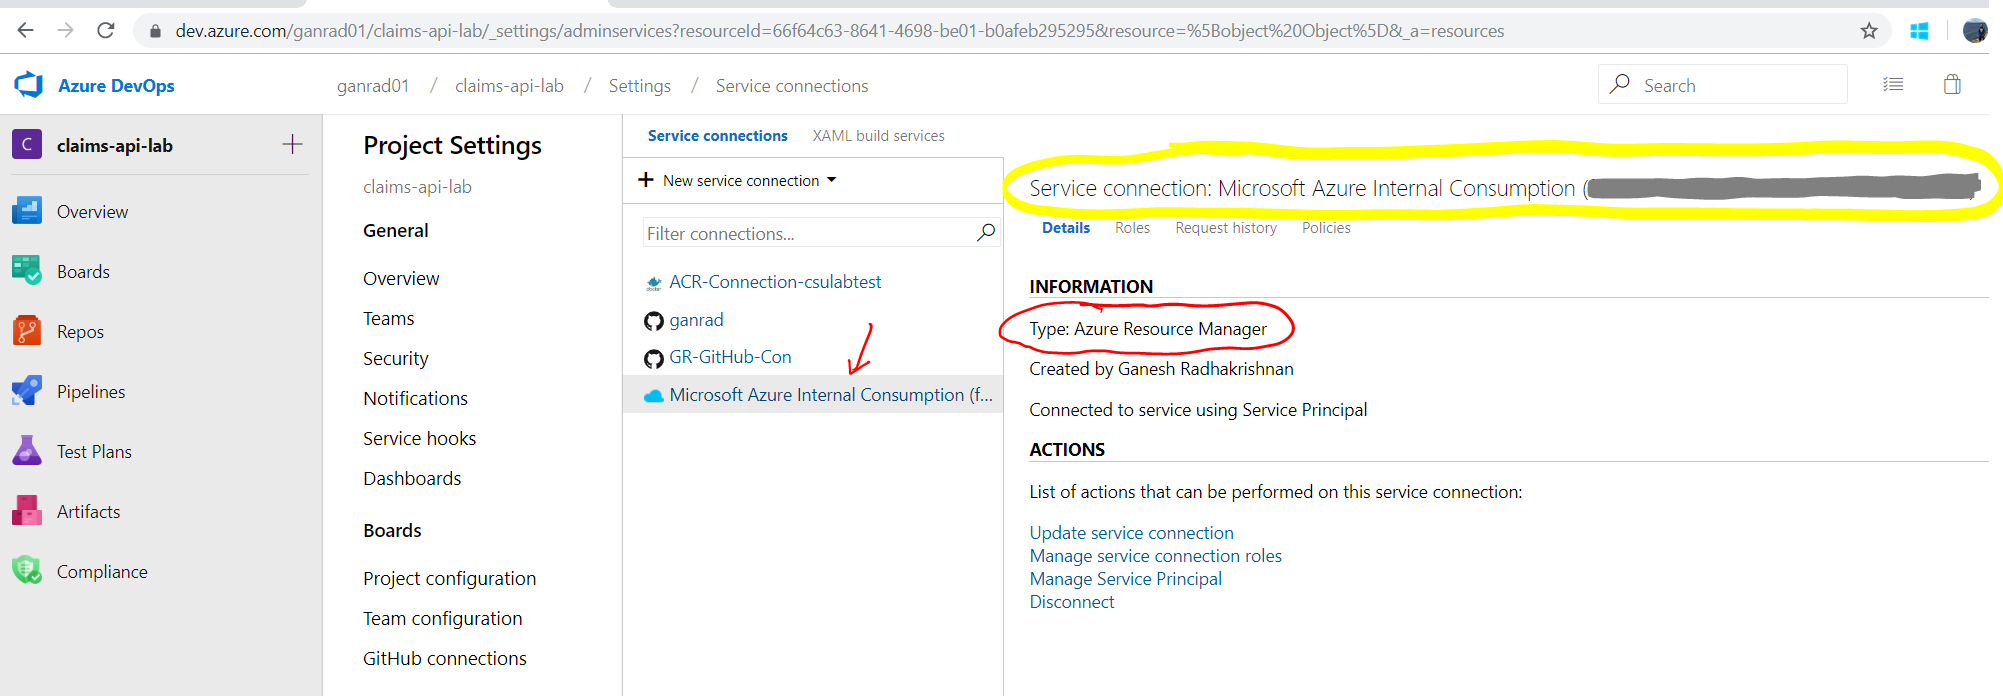 dev.azure.com/ganrad01/claims-api-lab/_settings/adminservices?resourceId=66f64c63-8641-4698-be01-b0afeb295295&resource=%5Bobject%20Object%5D&_a=resources
Azure DevOps
ganrad01 / claims-api-lab / Settings / Service connections
Search
C claims-api-lab
Overview
Boards
Repos
Pipelines
Test Plans
Artifacts
Compliance
Project Settings
claims-api-lab
General
Overview
Teams
Security
Notifications
Service hooks
Dashboards
Boards
Project configuration
Team configuration
GitHub connections
Service connections XAML build services
+ New service connection
Filter connections...
ACR-Connection-csulabtest
ganrad
GR-GitHub-Con
Microsoft Azure Internal Consumption (f...
Service connection: Microsoft Azure Internal Consumption (
Details Roles Request history Policies
INFORMATION
Type: Azure Resource Manager
Created by Ganesh Radhakrishnan
Connected to service using Service Principal
ACTIONS
List of actions that can be performed on this service connection:
Update service connection
Manage service connection roles
Manage Service Principal
Disconnect